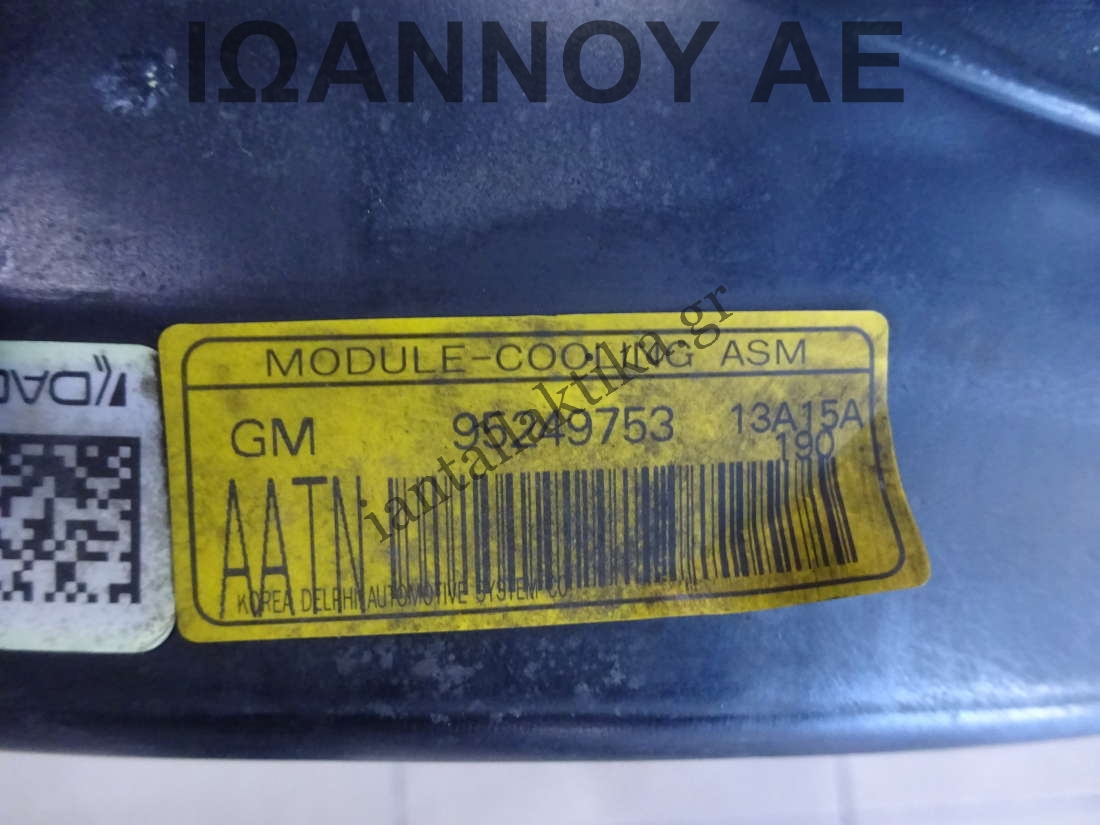 ΙΩΑΝΝΟΥ ΑΕ
MODULE-COOLING ASM
GM 95249753 13A15A
190
AATN
KOREA DELPHI AUTOMOTIVE SYSTEM CO
iantallaktika.gr